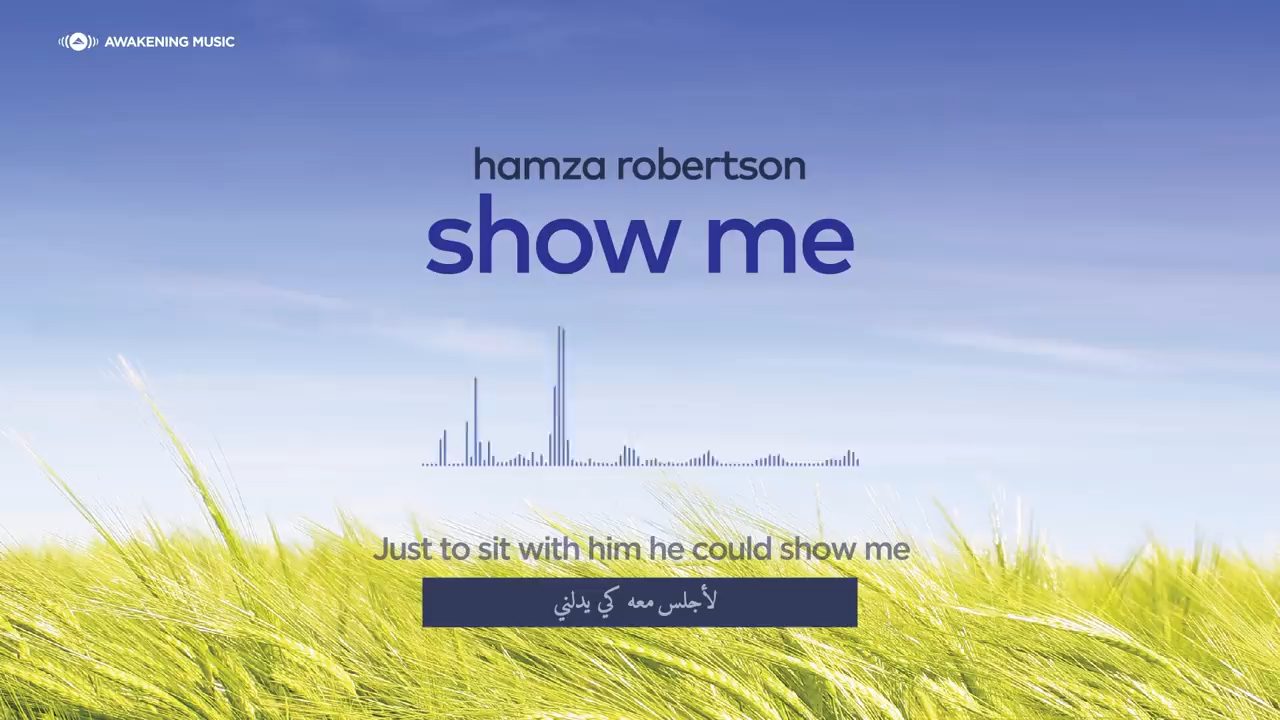 AWAKENING MUSIC
hamza robertson
show me
Just to sit with him he could show me
لأجلس معه كي يدلني